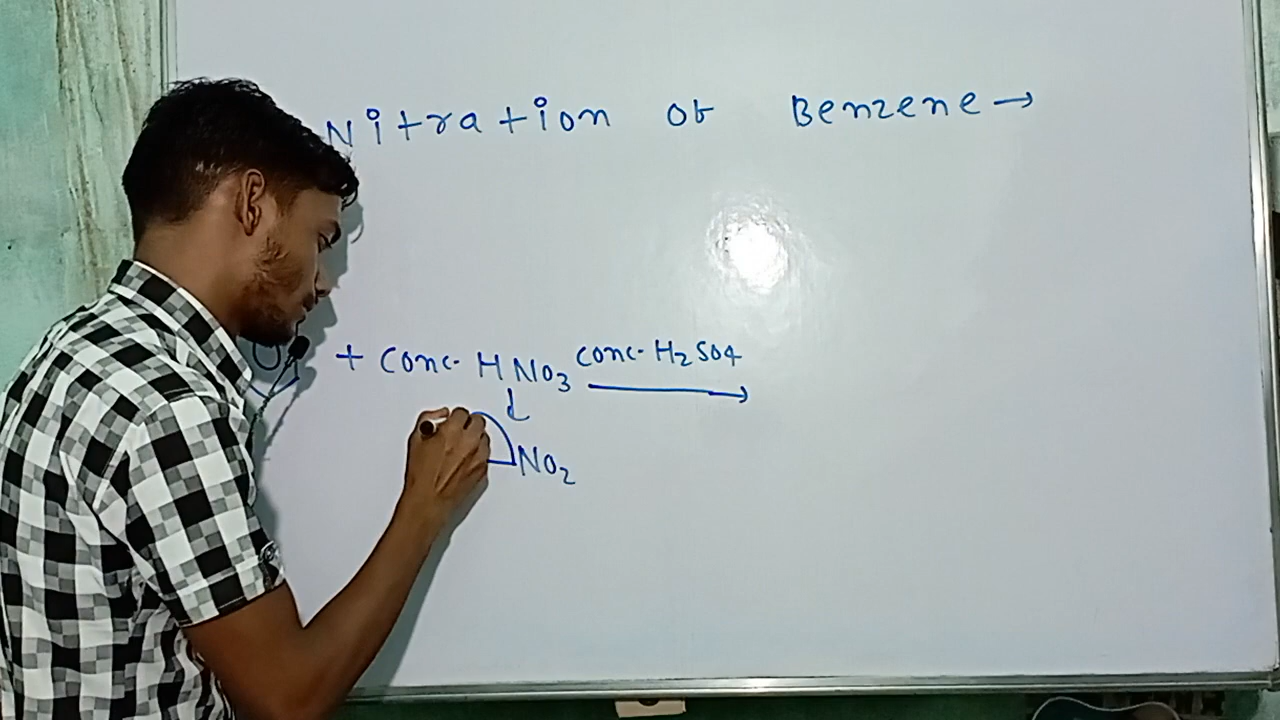 Nitration of Benzene →
+ conc. HNO3 conc. H2SO4 →
↓
NO2